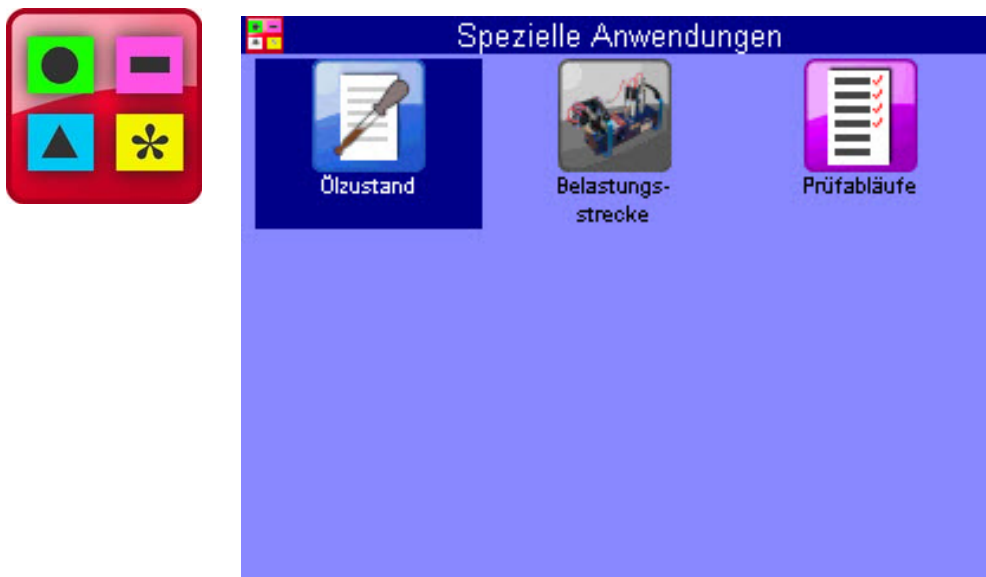 Spezielle Anwendungen
Ölzustand
Belastungs-
strecke
Prüfabläufe